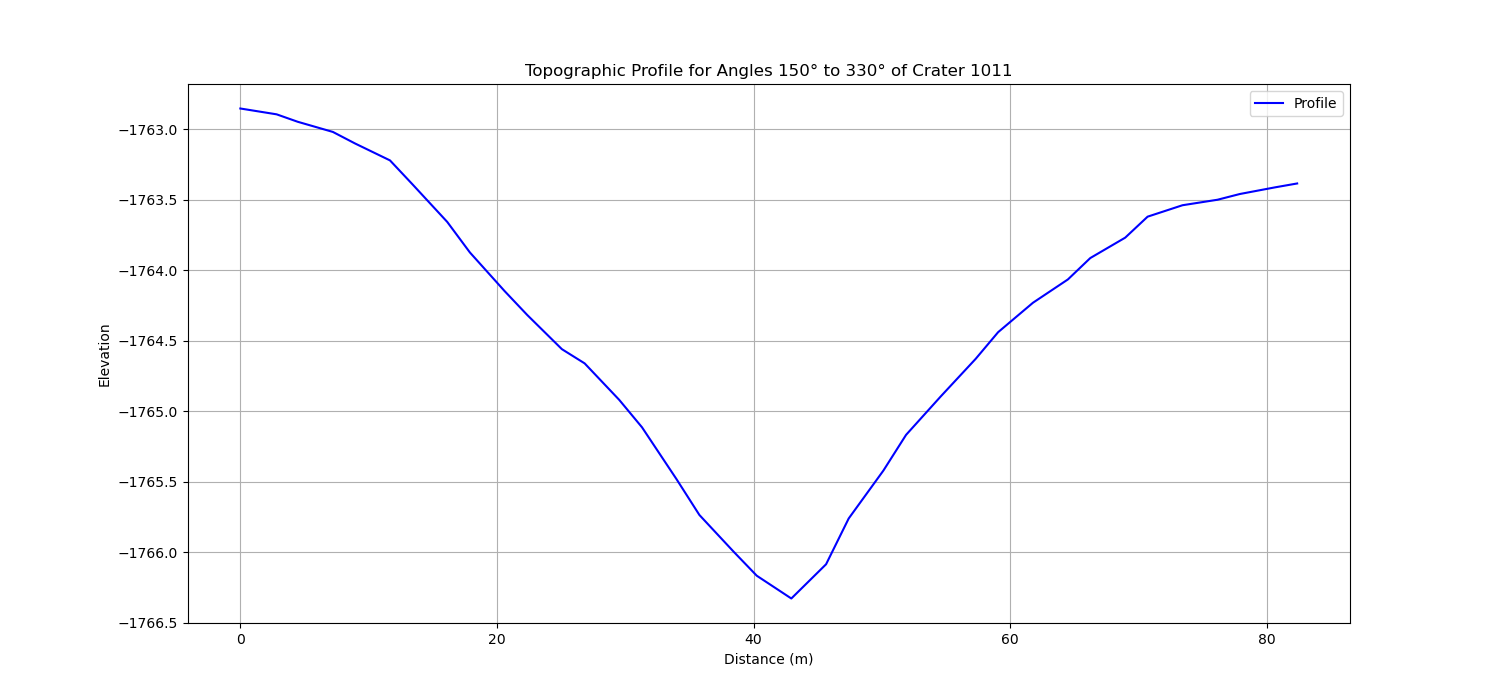 Topographic Profile for Angles 150° to 330° of Crater 1011
Profile
−1763.0
−1763.5
−1764.0
−1764.5
−1765.0
−1765.5
−1766.0
−1766.5
Elevation
0 20 40 60 80
Distance (m)